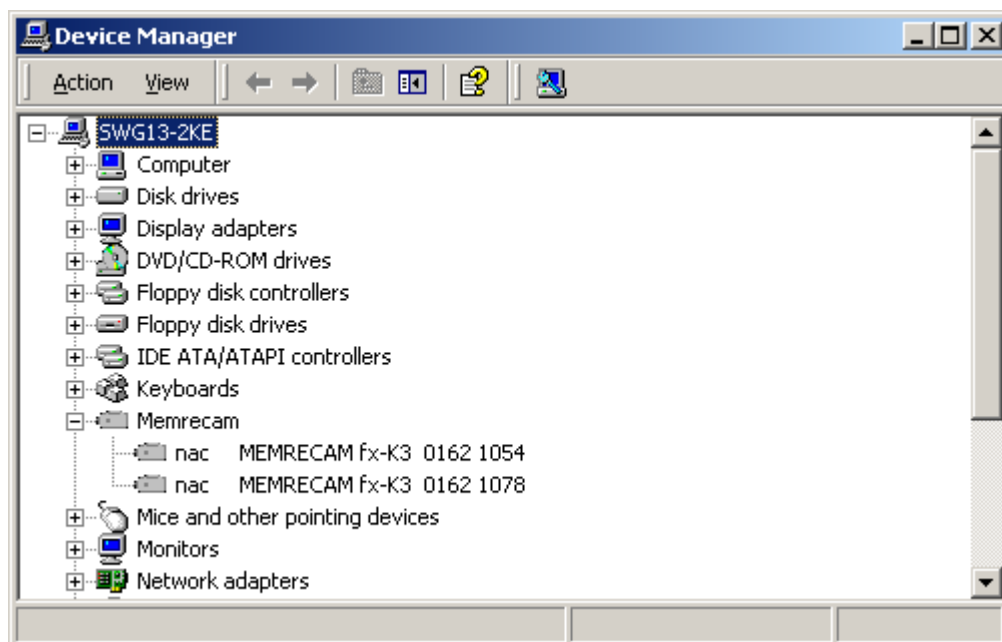 Device Manager
Action View
SWG13-2KE
Computer
Disk drives
Display adapters
DVD/CD-ROM drives
Floppy disk controllers
Floppy disk drives
IDE ATA/ATAPI controllers
Keyboards
Memrecam
nac MEMRECAM fx-K3 0162 1054
nac MEMRECAM fx-K3 0162 1078
Mice and other pointing devices
Monitors
Network adapters